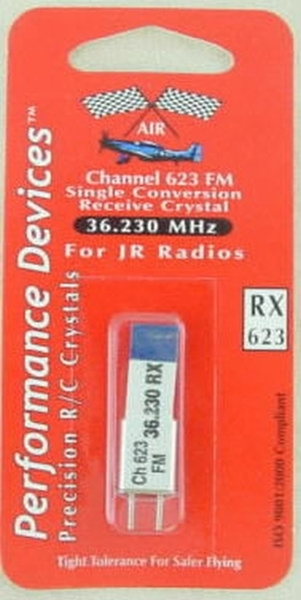 AIR
Channel 623 FM
Single Conversion
Receive Crystal
36.230 MHz
For JR Radios
Performance Devices™
Precision R/C Crystals
RX
623
Ch 623 36.230 RX
FM
ISO 9001:2000 Compliant
Tight Tolerance For Safer Flying